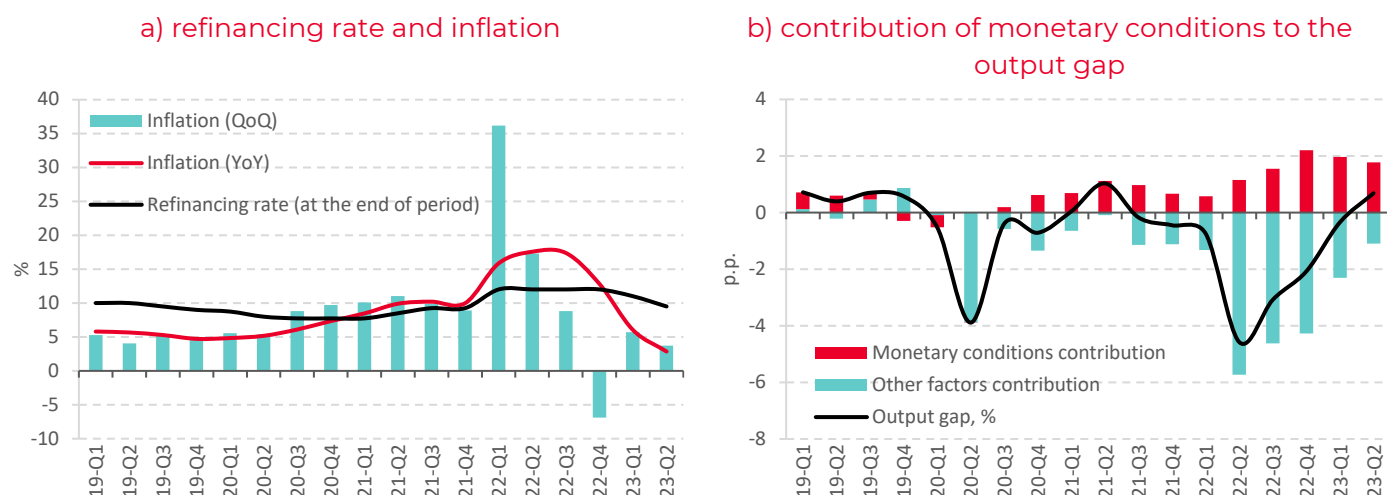 a) refinancing rate and inflation
40
35
30
25
20
15
10
5
0
-5
-10
%
Inflation (QoQ)
Inflation (YoY)
Refinancing rate (at the end of period)
19-Q1
19-Q2
19-Q3
19-Q4
20-Q1
20-Q2
20-Q3
20-Q4
21-Q1
21-Q2
21-Q3
21-Q4
22-Q1
22-Q2
22-Q3
22-Q4
23-Q1
23-Q2
b) contribution of monetary conditions to the
output gap
4
2
0
-2
-4
-6
-8
p.p.
Monetary conditions contribution
Other factors contribution
Output gap, %
19-Q1
19-Q2
19-Q3
19-Q4
20-Q1
20-Q2
20-Q3
20-Q4
21-Q1
21-Q2
21-Q3
21-Q4
22-Q1
22-Q2
22-Q3
22-Q4
23-Q1
23-Q2